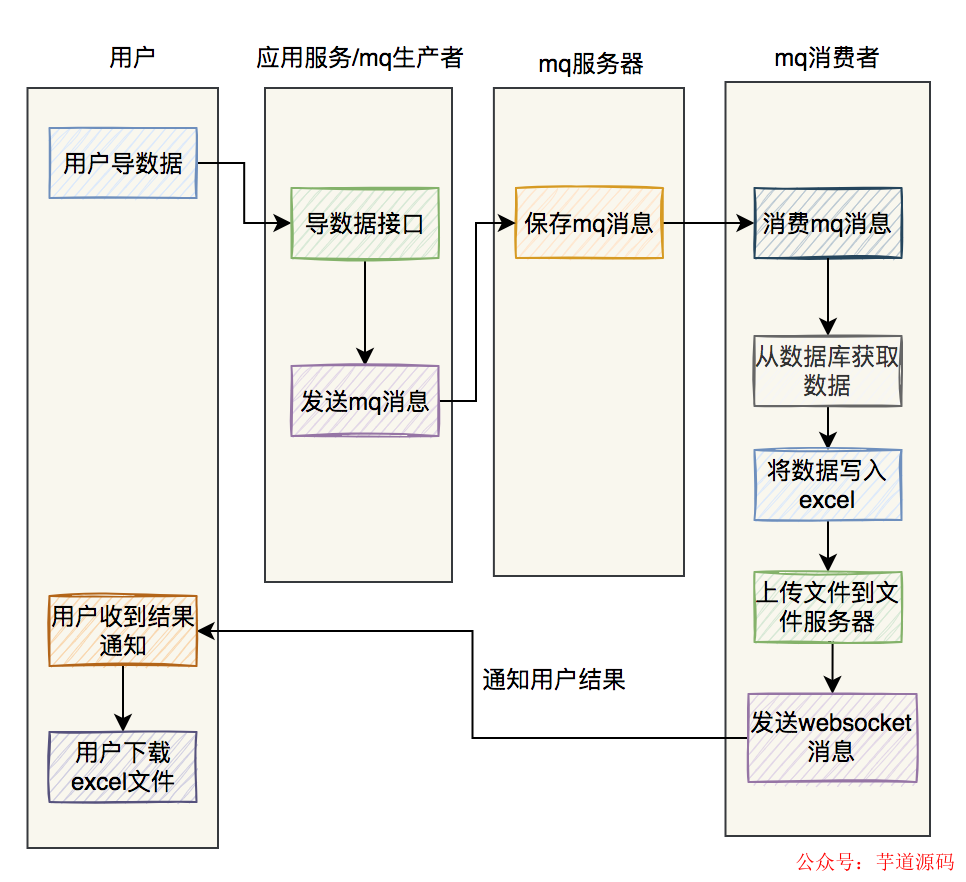 用户
应用服务/mq生产者
mq服务器
mq消费者
用户导数据
导数据接口
发送mq消息
保存mq消息
消费mq消息
从数据库获取
数据
将数据写入
excel
上传文件到文
件服务器
发送websocket
消息
通知用户结果
用户收到结果
通知
用户下载
excel文件
公众号：芋道源码